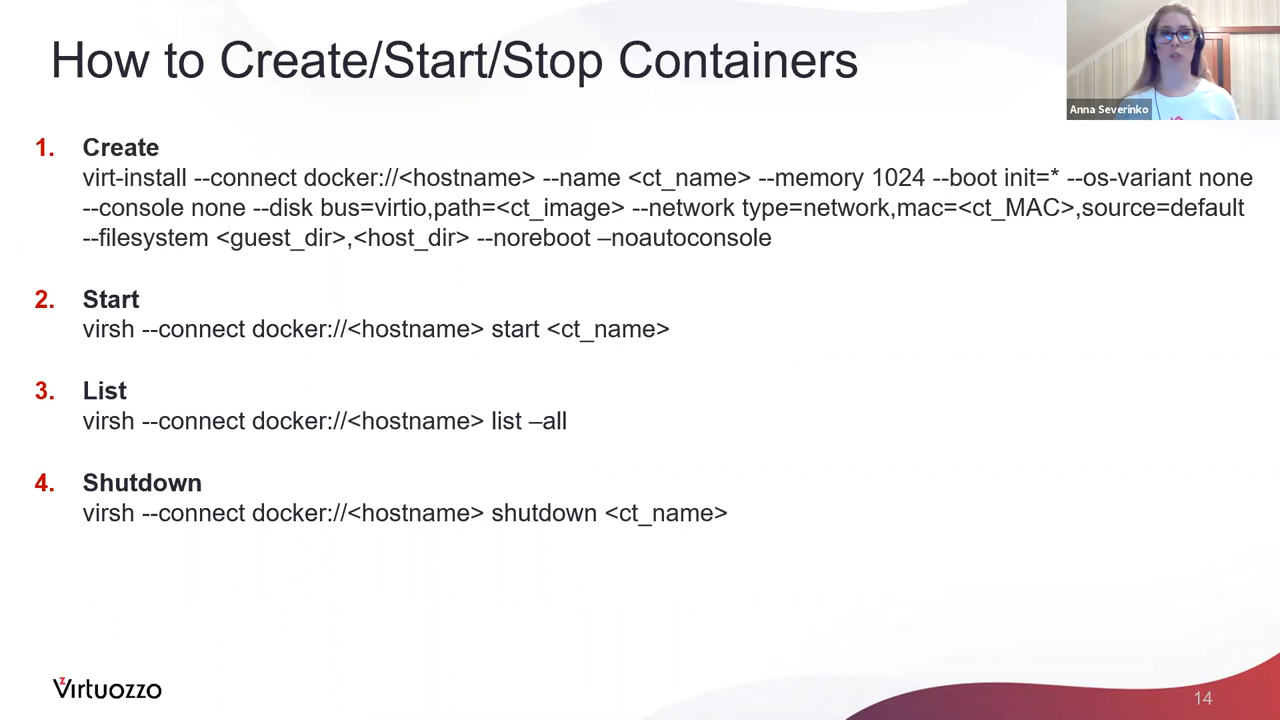 How to Create/Start/Stop Containers
Anna Severinko
1. Create
virt-install --connect docker://<hostname> --name <ct_name> --memory 1024 --boot init=* --os-variant none
--console none --disk bus=virtio,path=<ct_image> --network type=network,mac=<ct_MAC>,source=default
--filesystem <guest_dir>,<host_dir> --noreboot –noautoconsole
2. Start
virsh --connect docker://<hostname> start <ct_name>
3. List
virsh --connect docker://<hostname> list –all
4. Shutdown
virsh --connect docker://<hostname> shutdown <ct_name>
Virtuozzo
14